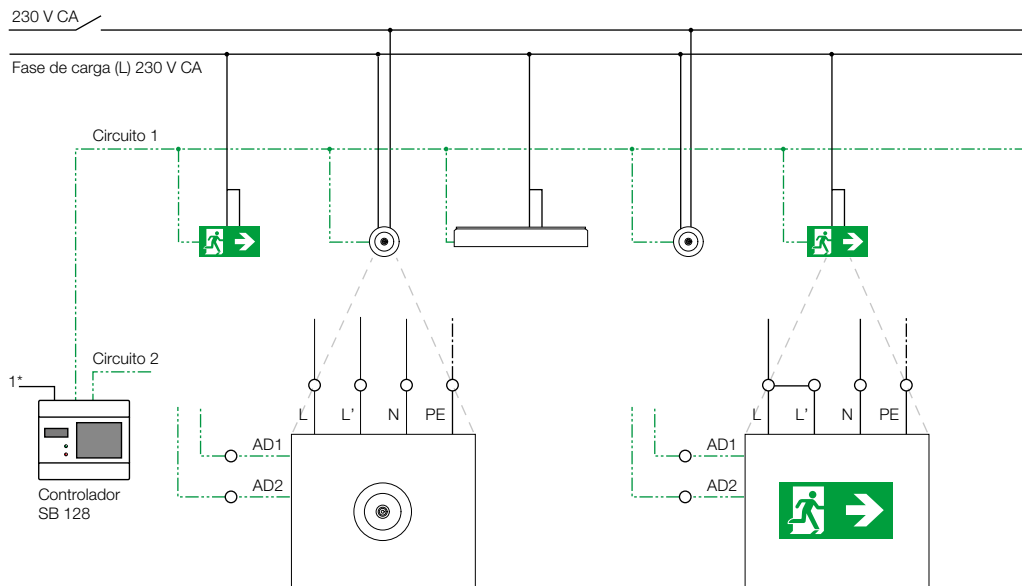 230 V CA
Fase de carga (L) 230 V CA
Circuito 1
Circuito 2
1*
L L' N PE
L L' N PE
AD1
AD1
AD2
AD2
Controlador
SB 128